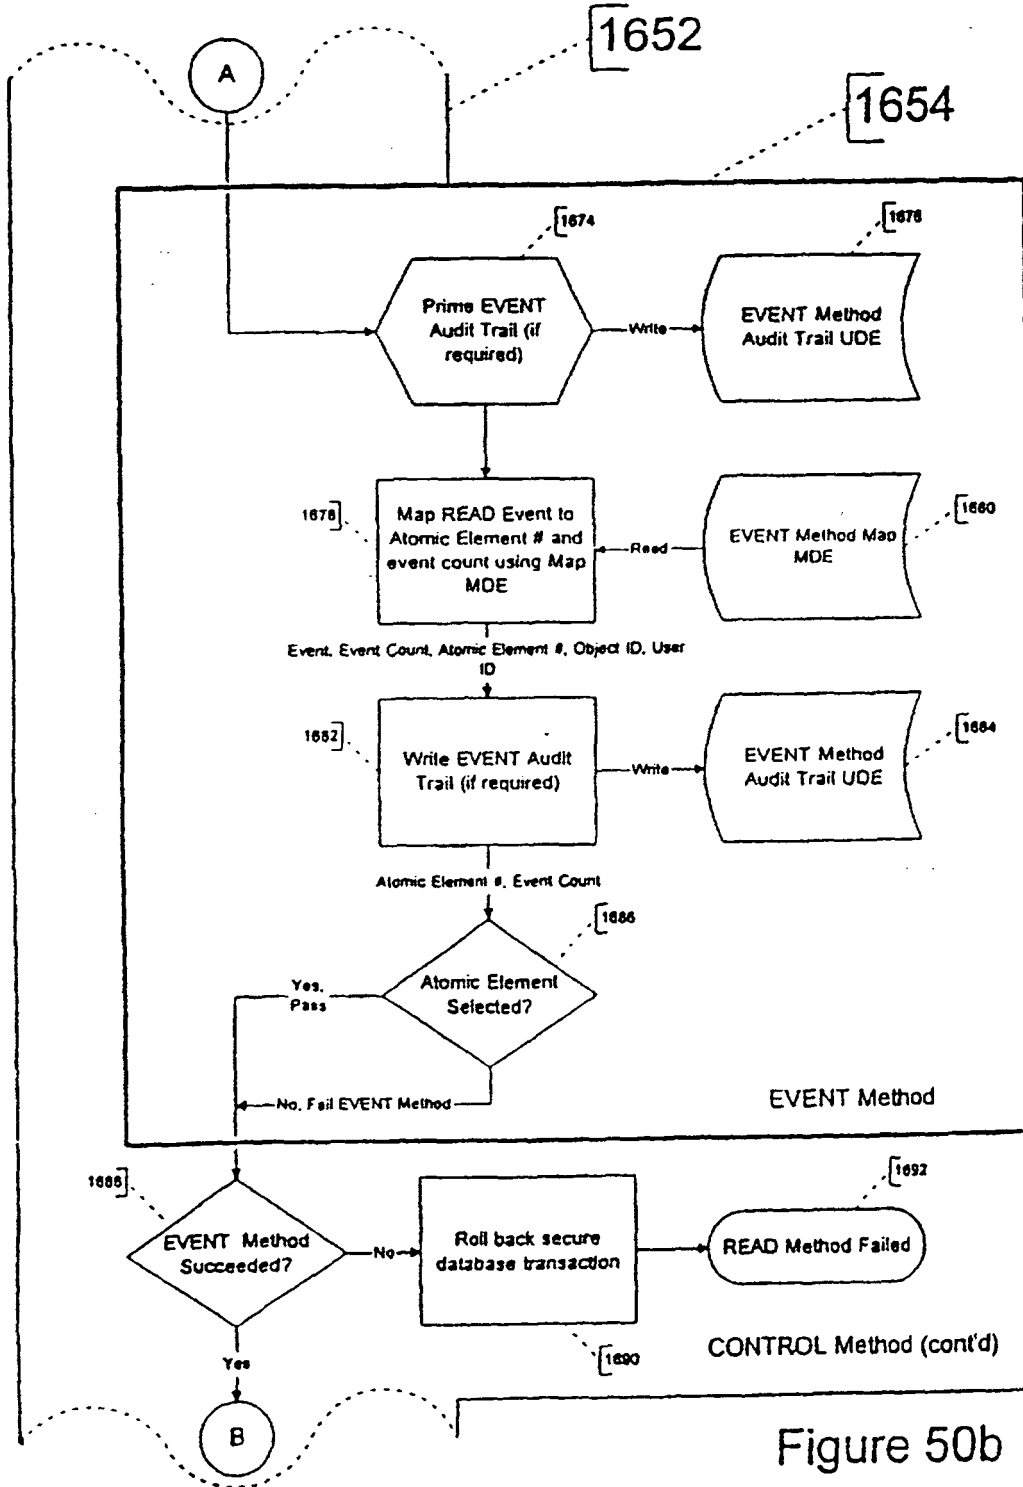 1652
A
1654
1674
1676
Prime EVENT
Audit Trail (if
required)
Write
EVENT Method
Audit Trail UDE
1678
Map READ Event to
Atomic Element # and
event count using Map
MDE
Read
EVENT Method Map
MDE
1680
Event, Event Count, Atomic Element #, Object ID, User
ID
1682
Write EVENT Audit
Trail (if required)
Write
EVENT Method
Audit Trail UDE
1684
Atomic Element #, Event Count
1686
Atomic Element
Selected?
Yes,
Pass
No, Fail EVENT Method
EVENT Method
1688
EVENT Method
Succeeded?
No
Roll back secure
database transaction
1692
READ Method Failed
1690
CONTROL Method (cont'd)
Yes
B
Figure 50b